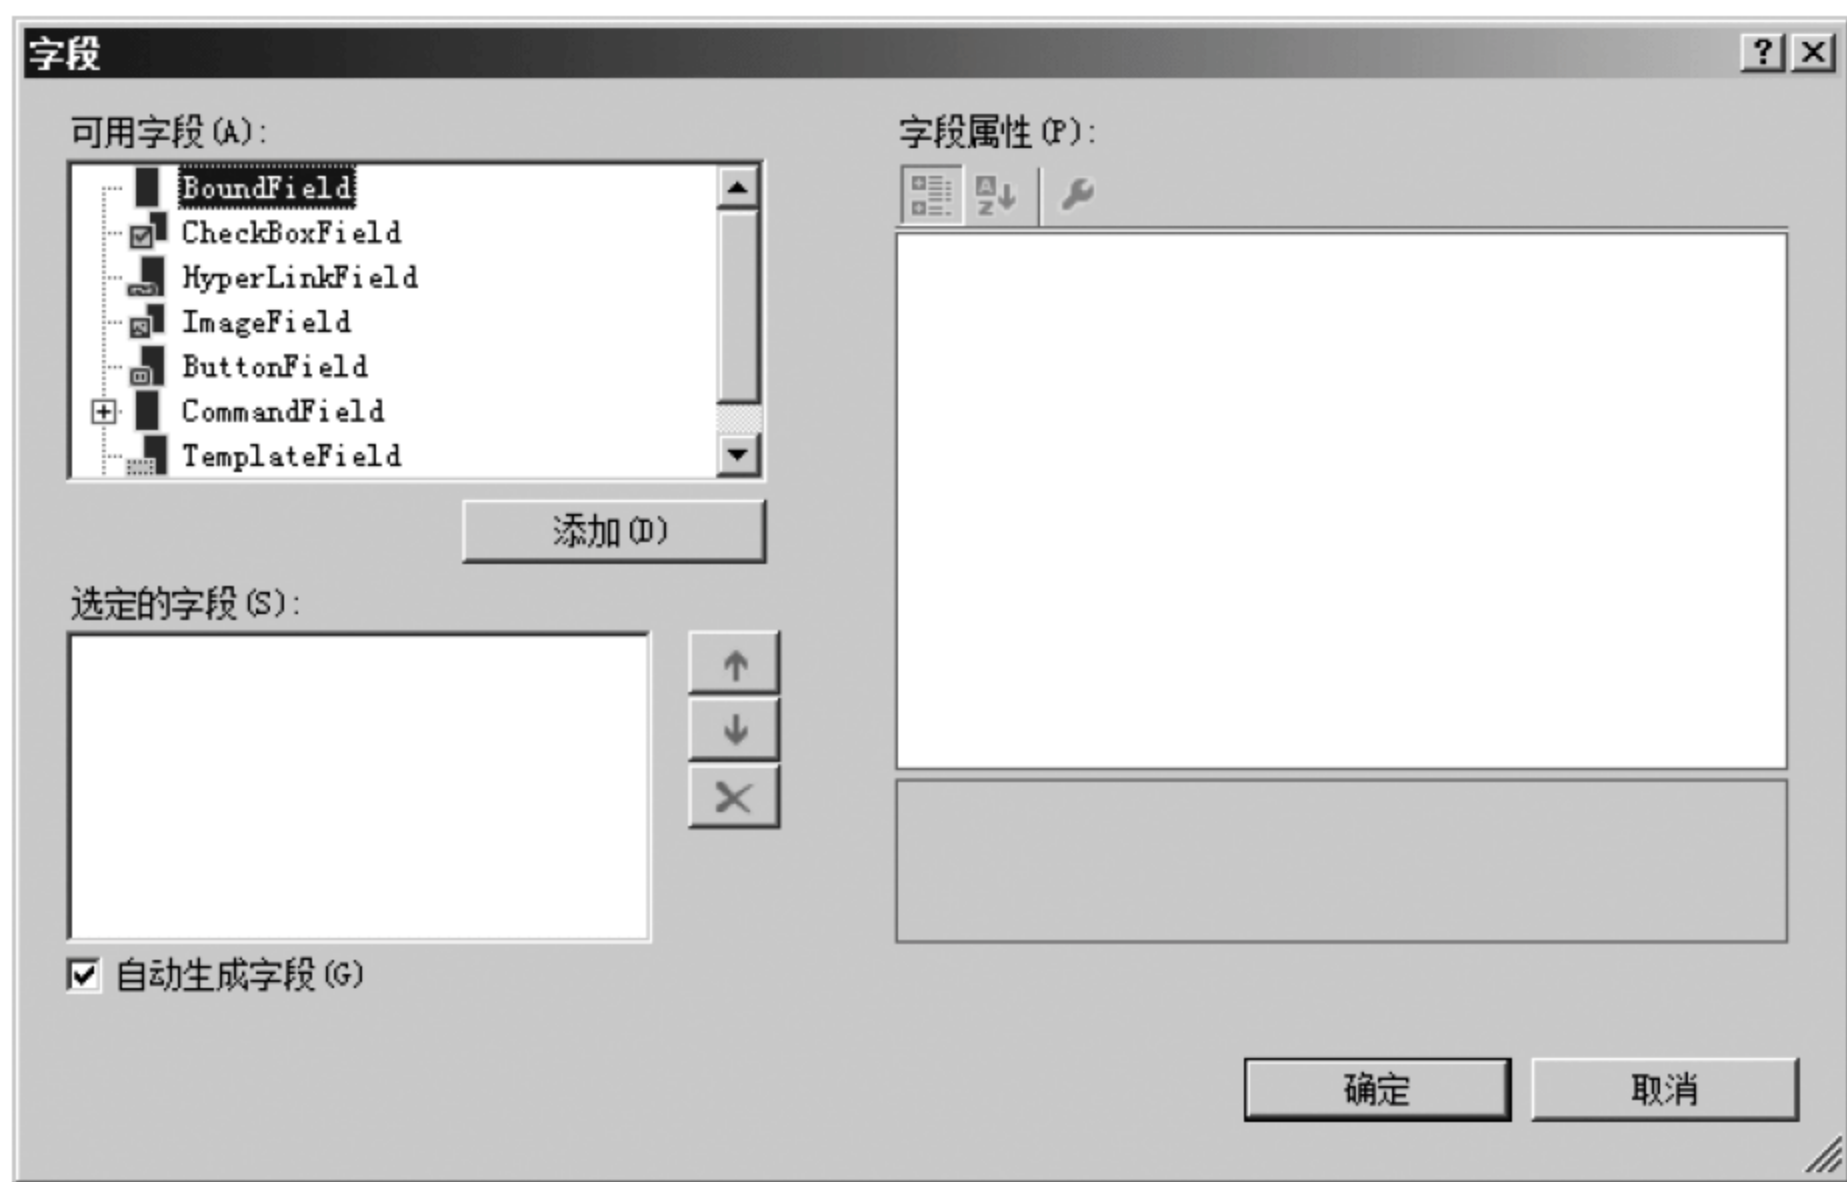 字段
可用字段(A):
BoundField
CheckBoxField
HyperLinkField
ImageField
ButtonField
CommandField
TemplateField
添加(D)
选定的字段(S):
自动生成字段(G)
字段属性(P):
确定
取消